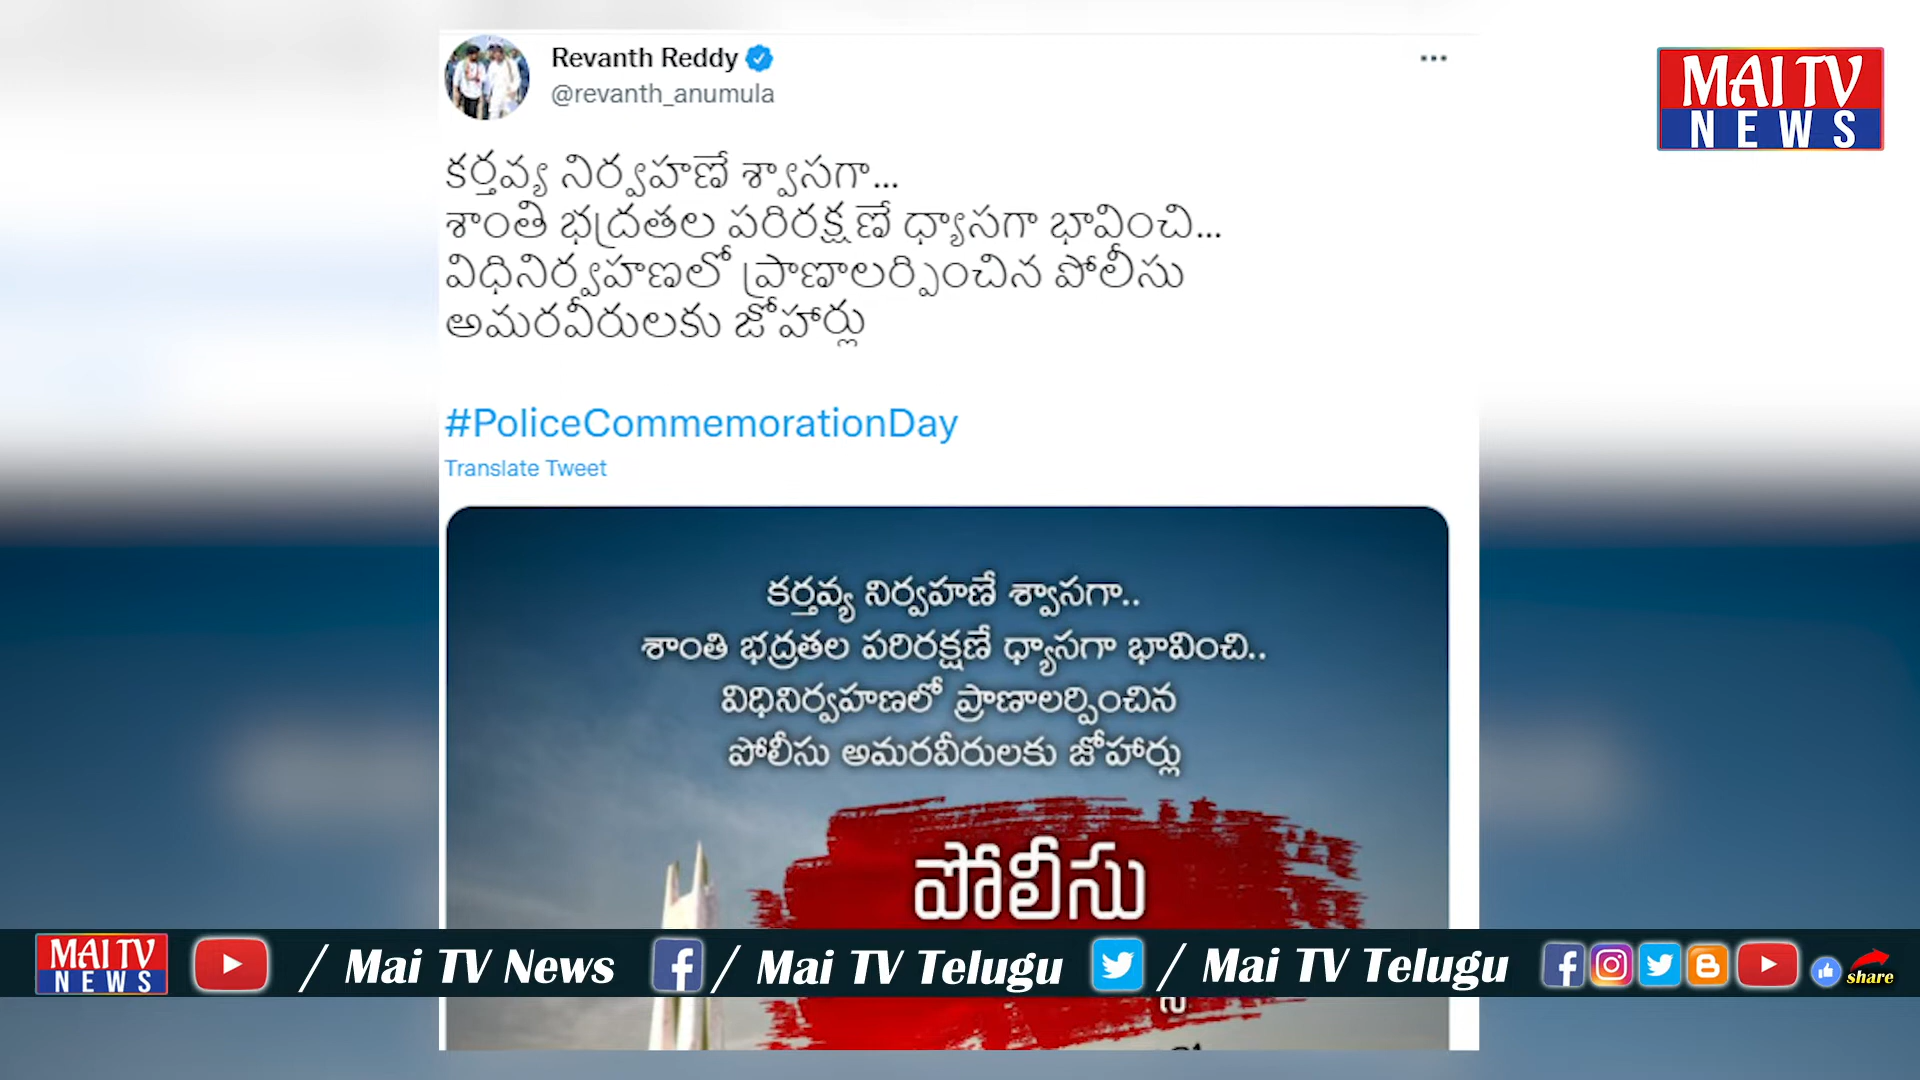 Revanth Reddy
@revanth_anumula
MAI TV
NEWS
కర్తవ్య నిర్వహణే శ్వాసగా...
శాంతి భద్రతల పరిరక్షణే ధ్యాసగా భావించి...
విధినిర్వహణలో ప్రాణాలర్పించిన పోలీసు
అమరవీరులకు జోహార్లు
#PoliceCommemorationDay
Translate Tweet
కర్తవ్య నిర్వహణే శ్వాసగా..
శాంతి భద్రతల పరిరక్షణే ధ్యాసగా భావించి..
విధినిర్వహణలో ప్రాణాలర్పించిన
పోలీసు అమరవీరులకు జోహార్లు
పోలీసు
MAI TV
NEWS
/ Mai TV News / Mai TV Telugu / Mai TV Telugu share